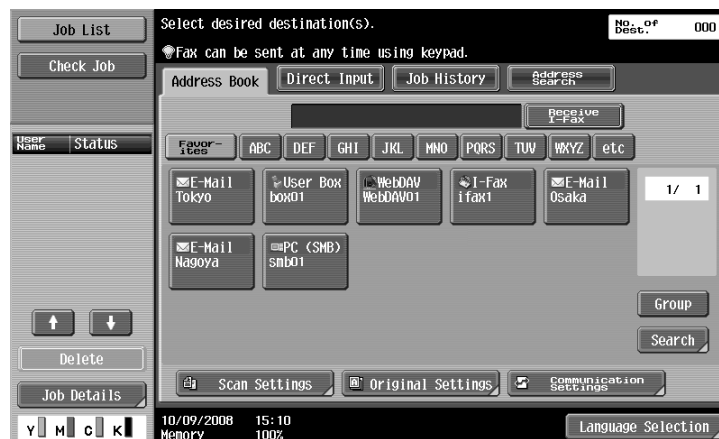 Job List
Check Job
User Name
Status
Delete
Job Details
Y M C K
Select desired destination(s).
No. of Dest. 000
Fax can be sent at any time using keypad.
Address Book
Direct Input
Job History
Address Search
Receive I-Fax
Favor-ites
ABC
DEF
GHI
JKL
MNO
PQRS
TUV
WXYZ
etc
E-Mail
Tokyo
User Box
box01
WebDAV
WebDAV01
I-Fax
ifax1
E-Mail
Osaka
1/ 1
E-Mail
Nagoya
PC (SMB)
smb01
Group
Search
Scan Settings
Original Settings
Communication Settings
10/09/2008 15:10
Memory 100%
Language Selection